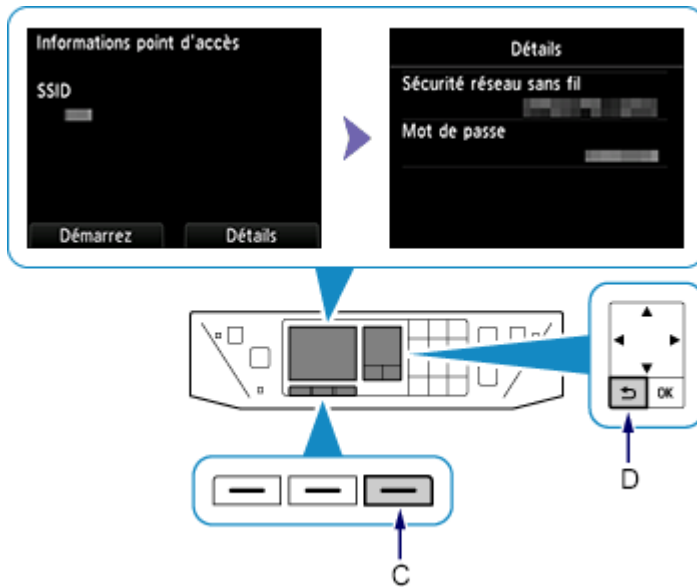 Informations point d'accès
SSID
Démarrez
Détails
Détails
Sécurité réseau sans fil
Mot de passe
OK
D
C